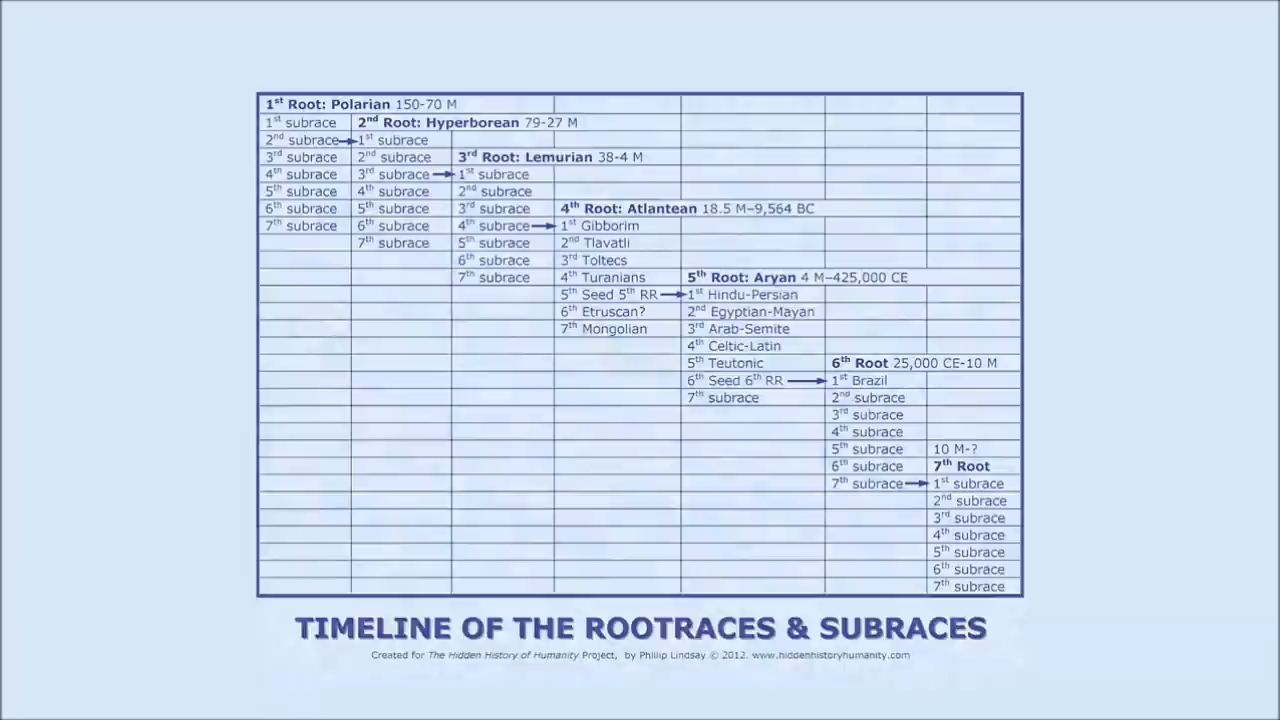 1st Root: Polarian 150-70 M
1st subrace 2nd Root: Hyperborean 79-27 M
2nd subrace 1st subrace
3rd subrace 2nd subrace 3rd Root: Lemurian 38-4 M
4th subrace 3rd subrace 1st subrace
5th subrace 4th subrace 2nd subrace
6th subrace 5th subrace 3rd subrace 4th Root: Atlantean 18.5 M–9,564 BC
7th subrace 6th subrace 4th subrace 1st Gibborim
7th subrace 5th subrace 2nd Tlavatli
6th subrace 3rd Toltecs
7th subrace 4th Turanians 5th Root: Aryan 4 M–425,000 CE
5th Seed 5th RR 1st Hindu-Persian
6th Etruscan? 2nd Egyptian-Mayan
7th Mongolian 3rd Arab-Semite
4th Celtic-Latin
5th Teutonic 6th Root 25,000 CE-10 M
6th Seed 6th RR 1st Brazil
7th subrace 2nd subrace
3rd subrace
4th subrace
5th subrace 10 M-?
6th subrace 7th Root
7th subrace 1st subrace
2nd subrace
3rd subrace
4th subrace
5th subrace
6th subrace
7th subrace
TIMELINE OF THE ROOTRACES & SUBRACES
Created for The Hidden History of Humanity Project, by Phillip Lindsay © 2012. www.hiddenhistoryhumanity.com